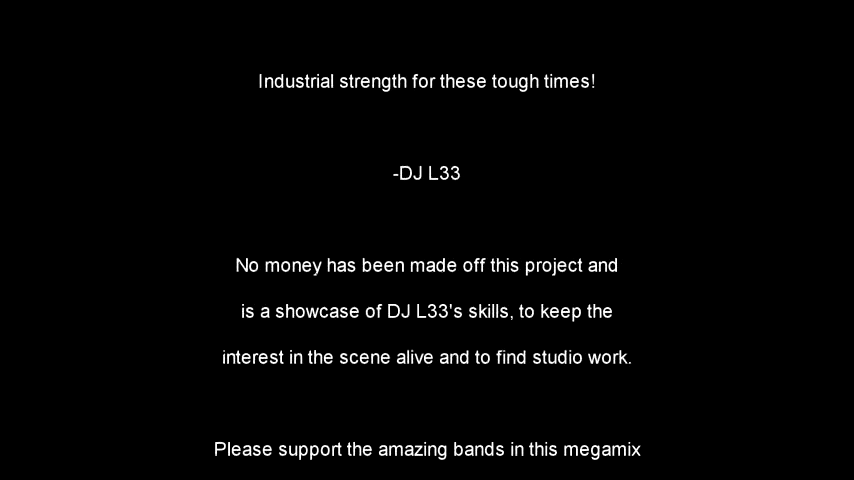 Industrial strength for these tough times!
-DJ L33
No money has been made off this project and
is a showcase of DJ L33's skills, to keep the
interest in the scene alive and to find studio work.
Please support the amazing bands in this megamix